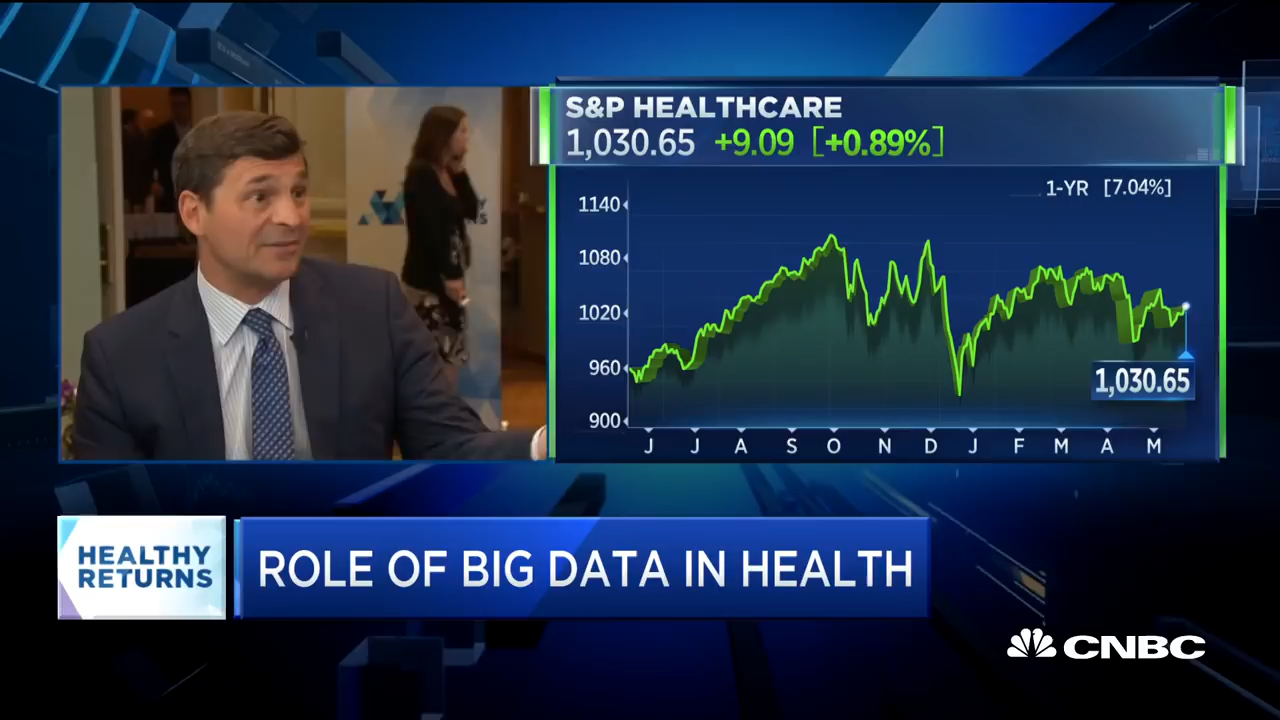 S&P HEALTHCARE
1,030.65 +9.09 [+0.89%]
1-YR [7.04%]
1140
1080
1020
960
900
1,030.65
J J A S O N D J F M A M
HEALTHY
RETURNS
ROLE OF BIG DATA IN HEALTH
CNBC